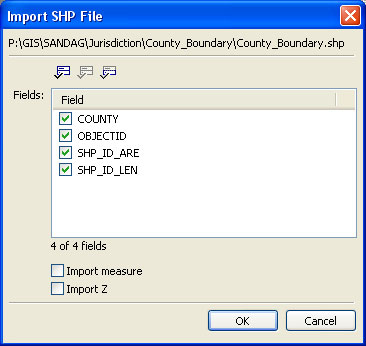 Import SHP File
P:\GIS\SANDAG\Jurisdiction\County_Boundary\County_Boundary.shp
Fields:
Field
COUNTY
OBJECTID
SHP_ID_ARE
SHP_ID_LEN
4 of 4 fields
Import measure
Import Z
OK Cancel